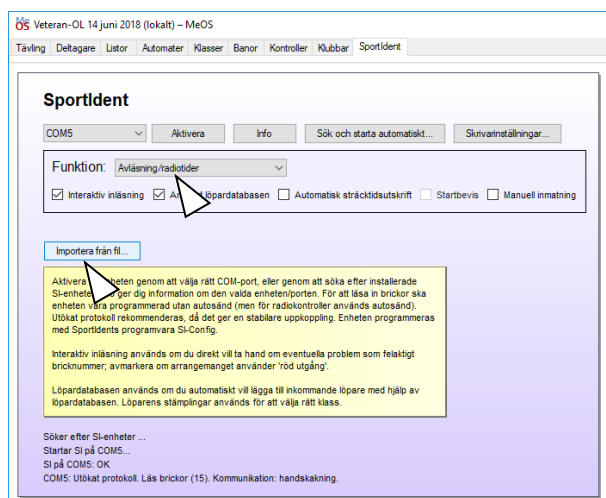 MeOS Veteran-OL 14 juni 2018 (lokalt) – MeOS
Tävling Deltagare Listor Automater Klasser Banor Kontroller Klubbar SportIdent
SportIdent
COM5 Aktivera Info Sök och starta automatiskt... Skrivarinställningar...
Funktion: Avläsning/radiotider
Interaktiv inläsning löpardatabasen Automatisk sträcktidsutskrift Startbevis Manuell inmatning
Importera från fil...
Aktivera genom att välja rätt COM-port, eller genom att söka efter installerade
SI-enheter ger dig information om den valda enheten/porten. För att läsa in brickor ska
enheten vara programmerad utan autosänd (men för radiokontroller används autosänd).
Utökat protokoll rekommenderas, då det ger en stabilare uppkoppling. Enheten programmeras
med SportIdents programvara SI-Config.
Interaktiv inläsning används om du direkt vill ta hand om eventuella problem som felaktigt
bricknummer; avmarkera om arrangemanget använder 'röd utgång'.
Löpardatabasen används om du automatiskt vill lägga till inkommande löpare med hjälp av
löpardatabasen. Löparens stämplingar används för att välja rätt klass.
Söker efter SI-enheter ...
Startar SI på COM5...
SI på COM5: OK
COM5: Utökat protokoll. Läs brickor (15). Kommunikation: handskakning.